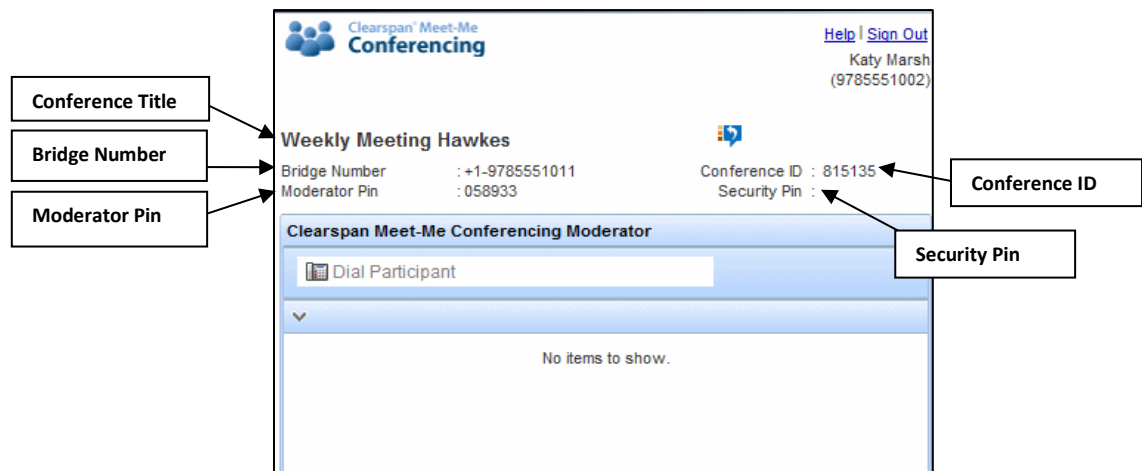 Clearspan® Meet-Me
Conferencing
Help | Sign Out
Katy Marsh
(9785551002)
Conference Title
Bridge Number
Moderator Pin
Weekly Meeting Hawkes
Bridge Number : +1-9785551011
Conference ID : 815135
Moderator Pin : 058933
Security Pin :
Conference ID
Security Pin
Clearspan Meet-Me Conferencing Moderator
Dial Participant
No items to show.